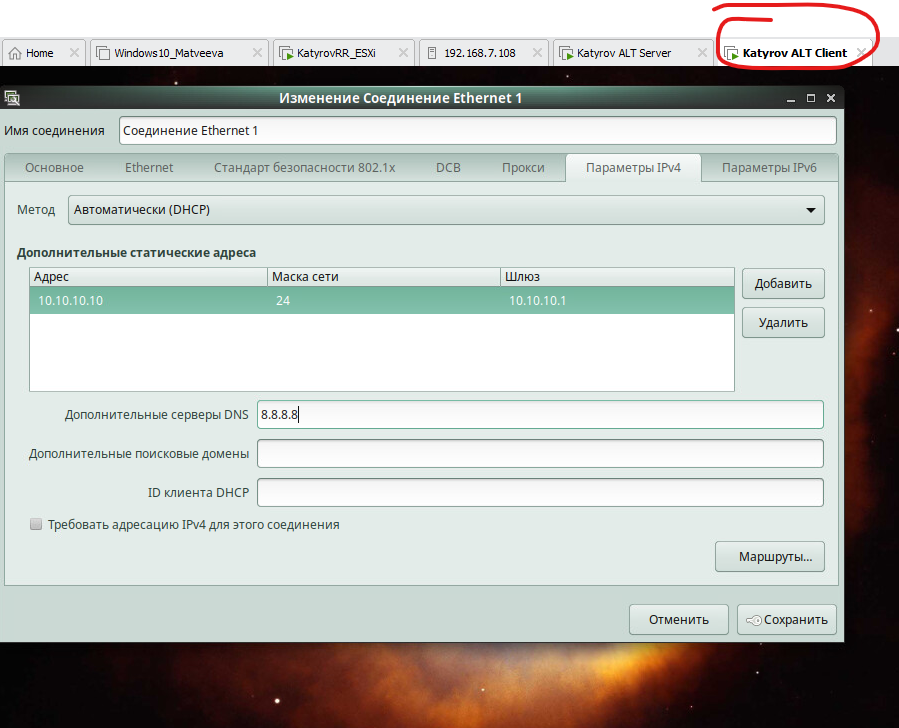 Home Windows10_Matveeva KatyrovRR_ESXi 192.168.7.108 Katyrov ALT Server Katyrov ALT Client
Изменение Соединение Ethernet 1
Имя соединения Соединение Ethernet 1
Основное Ethernet Стандарт безопасности 802.1x DCB Прокси Параметры IPv4 Параметры IPv6
Метод Автоматически (DHCP)
Дополнительные статические адреса
Адрес Маска сети Шлюз Добавить
10.10.10.10 24 10.10.10.1
Удалить
Дополнительные серверы DNS 8.8.8.8
Дополнительные поисковые домены
ID клиента DHCP
Требовать адресацию IPv4 для этого соединения
Маршруты...
Отменить Сохранить